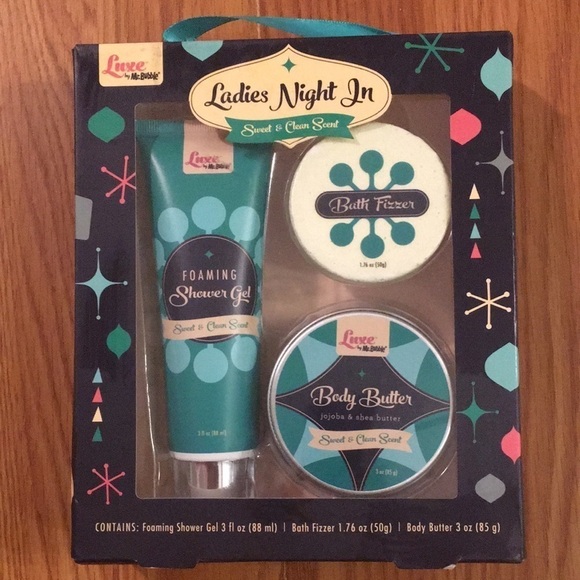 Luxe
by Mr. Bubble®
Ladies Night In
Sweet & Clean Scent
Luxe
by Mr. Bubble
FOAMING
Shower Gel
Sweet & Clean Scent
3 fl oz (88 ml)
Bath Fizzer
1.76 oz (50g)
Luxe
by Mr. Bubble®
Body Butter
jojoba & shea butter
Sweet & Clean Scent
3 oz (85 g)
CONTAINS: Foaming Shower Gel 3 fl oz (88 ml) | Bath Fizzer 1.76 oz (50g) | Body Butter 3 oz (85 g)